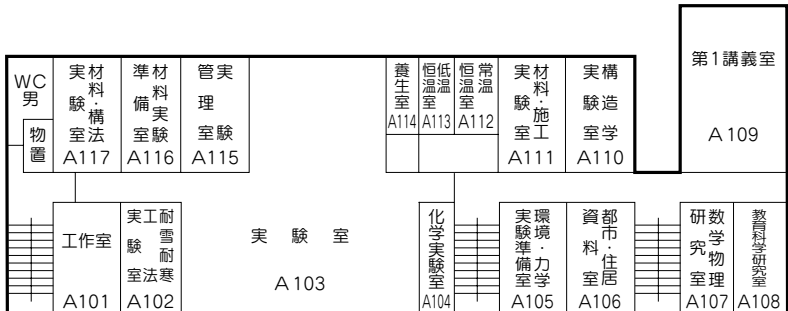 第1講義室
A109
WC
男
物置
材料・構法
実験室
A117
材料実験
準備室
A116
実験
管理室
A115
養生室
A114
低温
恒温室
A113
常温
恒温室
A112
材料・施工
実験室
A111
構造学
実験室
A110
工作室
A101
耐雪耐寒
工法
実験室
A102
実験室
A103
化学実験室
A104
環境・力学
実験準備室
A105
都市・住居
資料室
A106
数学物理
研究室
A107
教育科学研究室
A108